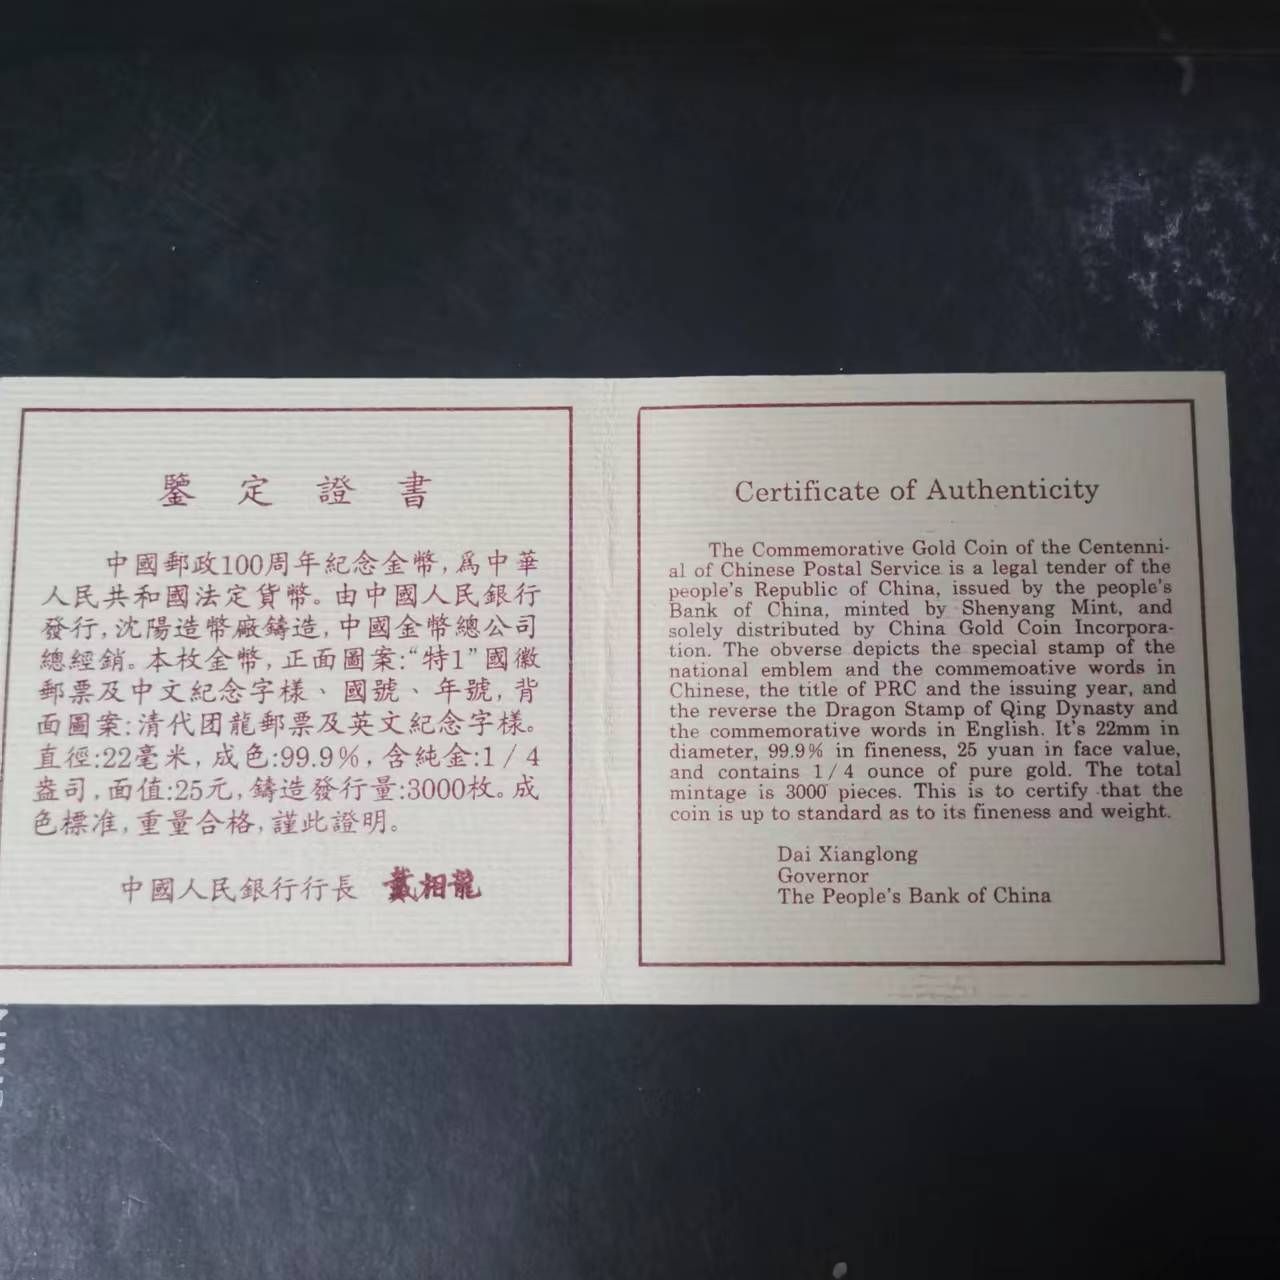 鑒定證書
中國郵政100周年紀念金幣，爲中華
人民共和國法定貨幣。由中國人民銀行
發行，沈陽造幣廠鑄造，中國金幣總公司
總經銷。本枚金幣，正面圖案：“特1”國徽
郵票及中文紀念字樣、國號、年號，背
面圖案：清代团龍郵票及英文紀念字樣。
直徑：22毫米，成色：99.9%，含純金：1/4
盎司，面值：25元，鑄造發行量：3000枚。成
色標准，重量合格，謹此證明。
中國人民銀行行長 戴相龍
Certificate of Authenticity
The Commemorative Gold Coin of the Centenni-
al of Chinese Postal Service is a legal tender of the
people's Republic of China, issued by the people's
Bank of China, minted by Shenyang Mint, and
solely distributed by China Gold Coin Incorpora-
tion. The obverse depicts the special stamp of the
national emblem and the commemoative words in
Chinese, the title of PRC and the issuing year, and
the reverse the Dragon Stamp of Qing Dynasty and
the commemorative words in English. It's 22mm in
diameter, 99.9% in fineness, 25 yuan in face value,
and contains 1/4 ounce of pure gold. The total
mintage is 3000 pieces. This is to certify that the
coin is up to standard as to its fineness and weight.
Dai Xianglong
Governor
The People's Bank of China